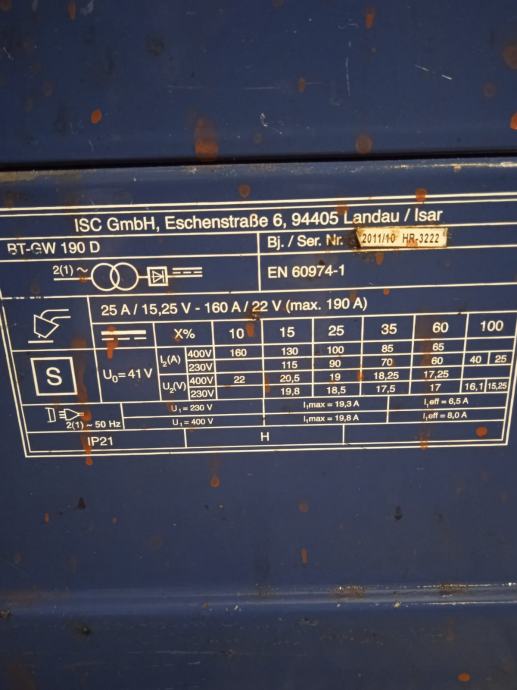 ISC GmbH, Eschenstraße 6, 94405 Landau / Isar
BT-GW 190 D
Bj. / Ser. Nr. 2011/10 HR-3222
2(1) ~
EN 60974-1
25 A / 15,25 V - 160 A / 22 V (max. 190 A)
X% 10 15 25 35 60 100
S
U₀= 41 V
I₂(A) 400V 160 130 100 85 65
230V 115 90 70 60 40 25
U₂(V) 400V 22 20,5 19 18,25 17,25
230V 19,8 18,5 17,5 17 16,1 15,25
2(1) ~ 50 Hz
U₁ = 230 V I₁max = 19,3 A I₁eff = 6,5 A
U₁ = 400 V I₁max = 19,8 A I₁eff = 8,0 A
IP21 H